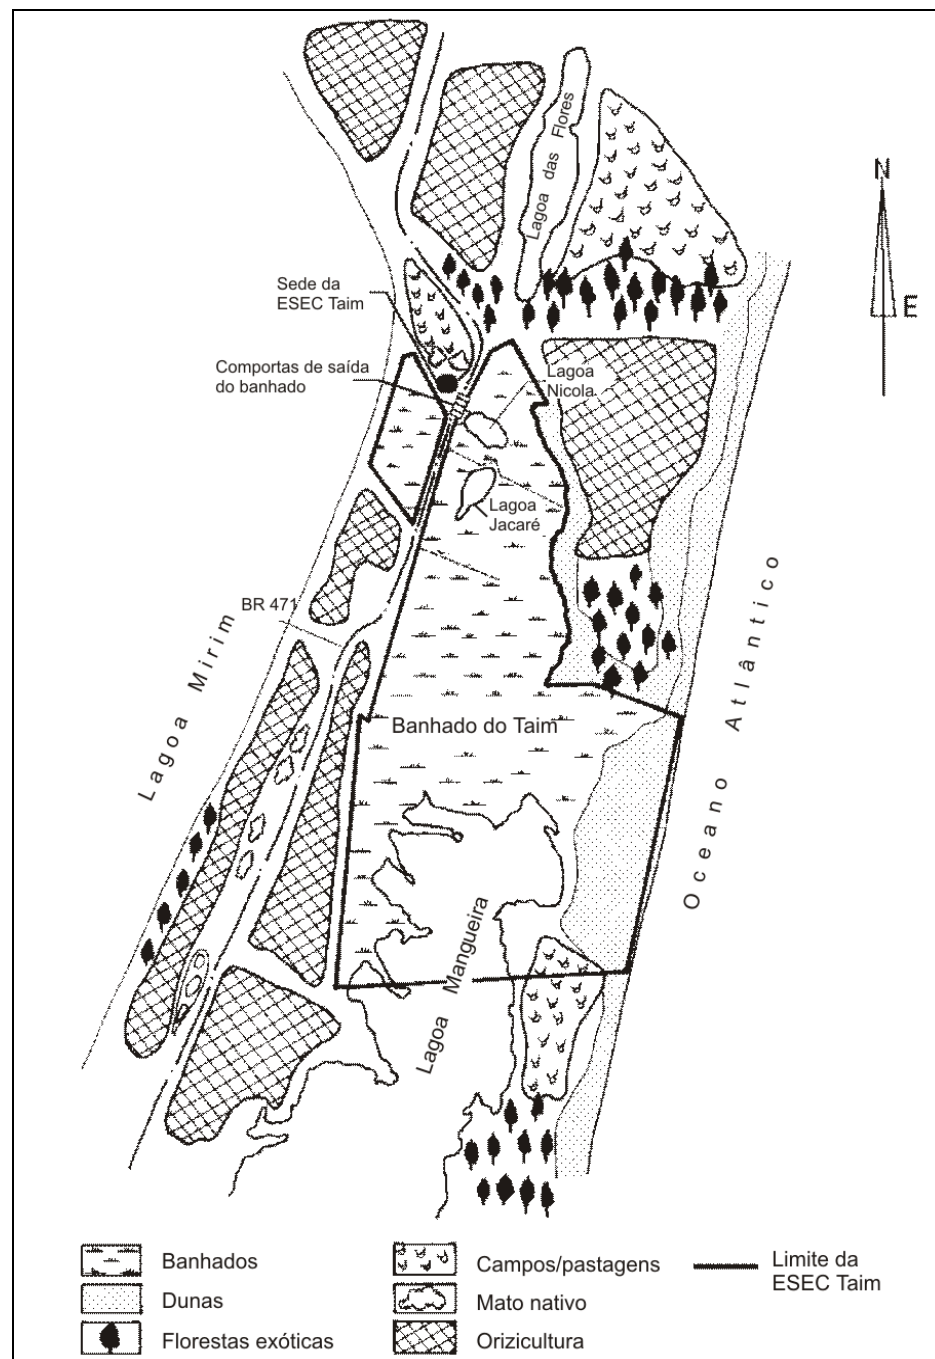 Lagoa das Flores
N
E
Sede da
ESEC Taim
Comportas de saída
do banhado
Lagoa
Nicola
Lagoa
Jacaré
BR 471
Lagoa Mirim
Oceano Atlântico
Banhado do Taim
Lagoa Mangueira
Banhados
Dunas
Florestas exóticas
Campos/pastagens
Mato nativo
Orizicultura
Limite da
ESEC Taim